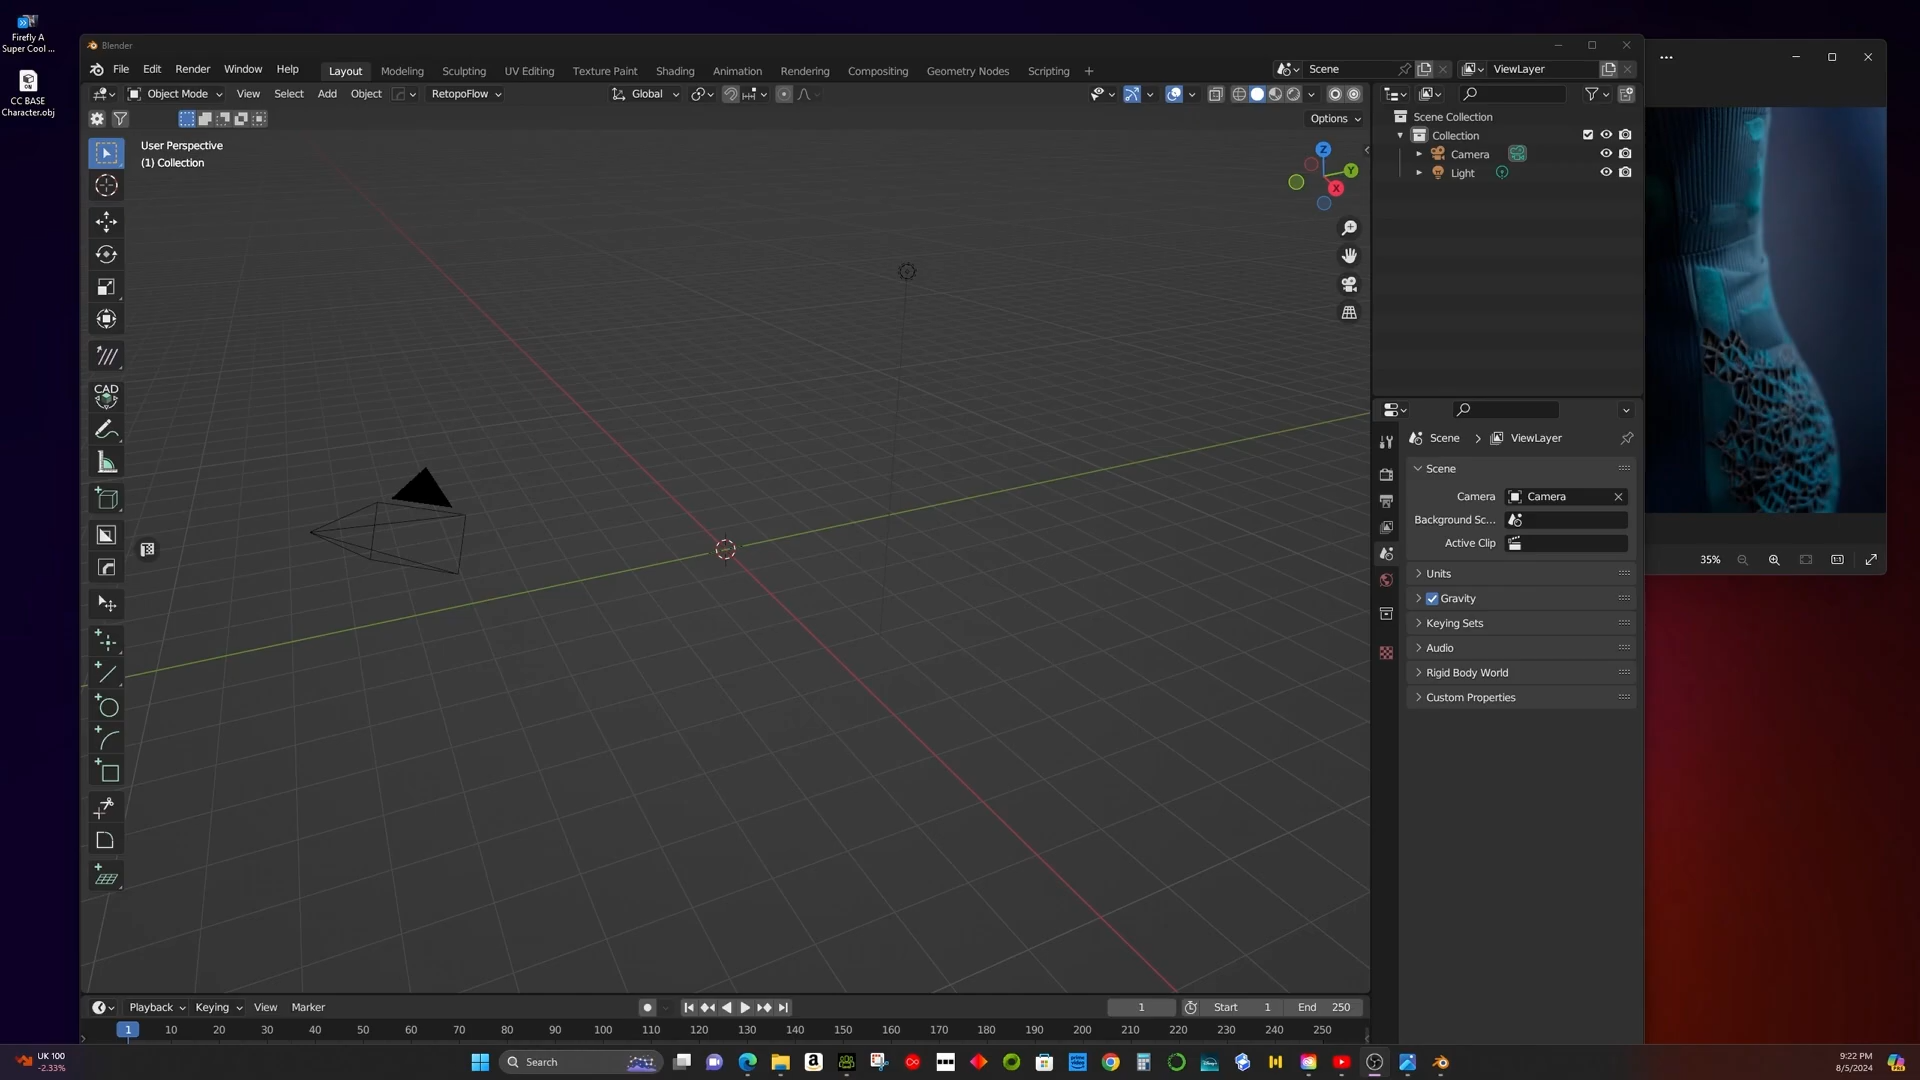 Firefly A
Super Cool ...
CC BASE
Character.obj
Blender
File Edit Render Window Help
Layout Modeling Sculpting UV Editing Texture Paint Shading Animation Rendering Compositing Geometry Nodes Scripting
Scene
ViewLayer
Object Mode View Select Add Object RetopoFlow
Global
Options
User Perspective
(1) Collection
CAD
Z
Y
X
Scene Collection
Collection
Camera
Light
Scene ViewLayer
Scene
Camera Camera
Background Sc...
Active Clip
Units
Gravity
Keying Sets
Audio
Rigid Body World
Custom Properties
35%
Playback Keying View Marker
1 Start 1 End 250
1 10 20 30 40 50 60 70 80 90 100 110 120 130 140 150 160 170 180 190 200 210 220 230 240 250
UK 100
-2.33%
Search
9:22 PM
8/5/2024